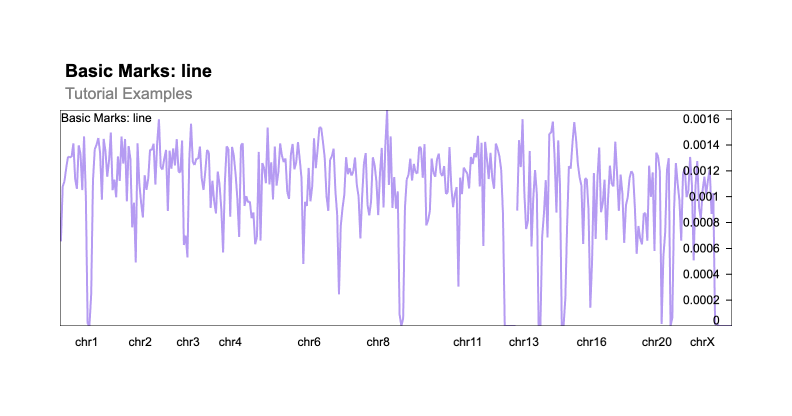 Basic Marks: line
Tutorial Examples
Basic Marks: line
0.0016
0.0014
0.0012
0.001
0.0008
0.0006
0.0004
0.0002
0
chr1 chr2 chr3 chr4 chr6 chr8 chr11 chr13 chr16 chr20 chrX